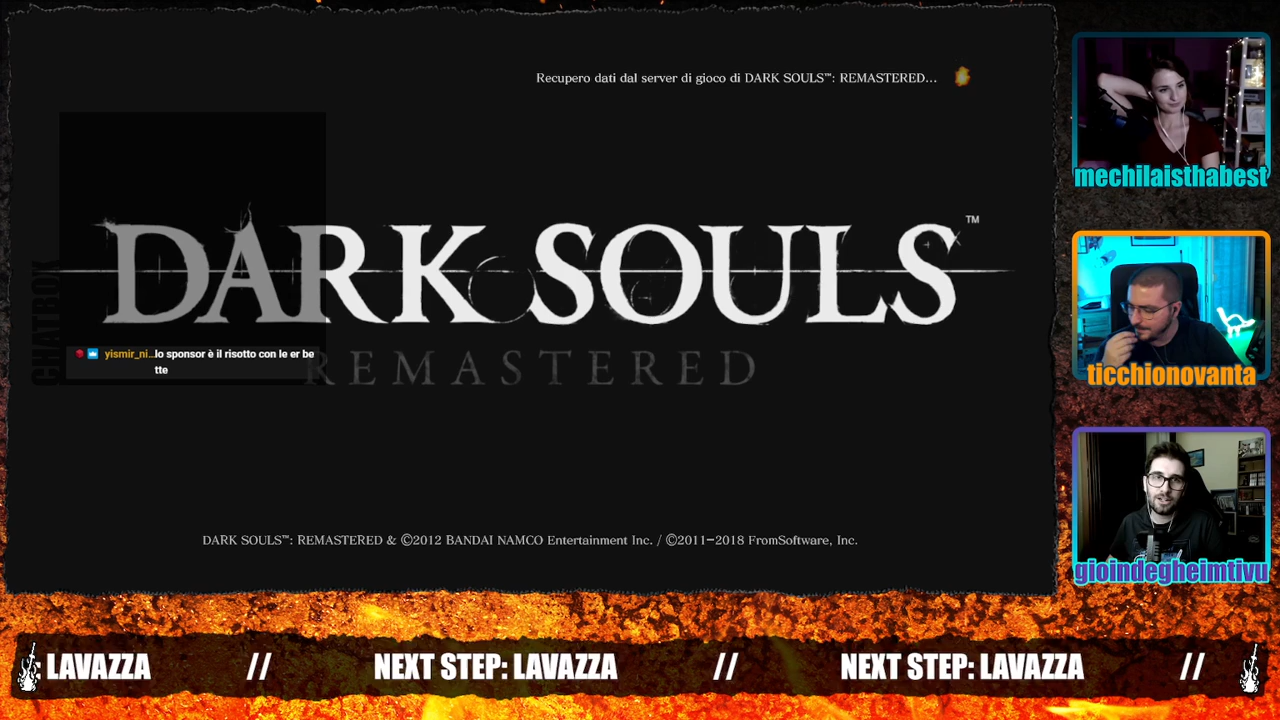 Recupero dati dal server di gioco di DARK SOULS™: REMASTERED...
DARK SOULS™
REMASTERED
CHATBOX
yismir_ni... lo sponsor è il risotto con le er be
tte
DARK SOULS™: REMASTERED & ©2012 BANDAI NAMCO Entertainment Inc. / ©2011-2018 FromSoftware, Inc.
mechilaisthabest
ticchionovanta
gioindegheimtivu
: LAVAZZA // NEXT STEP: LAVAZZA // NEXT STEP: LAVAZZA //